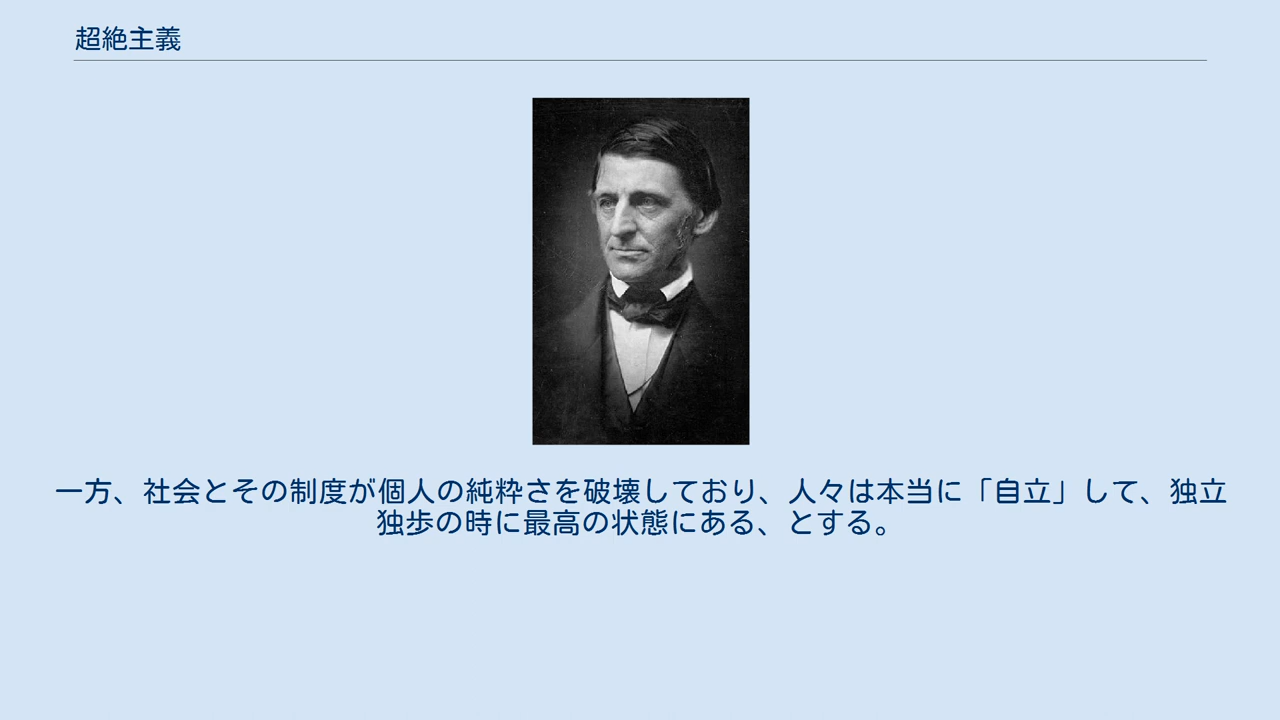 超絶主義
一方、社会とその制度が個人の純粋さを破壊しており、人々は本当に「自立」して、独立
独歩の時に最高の状態にある、とする。